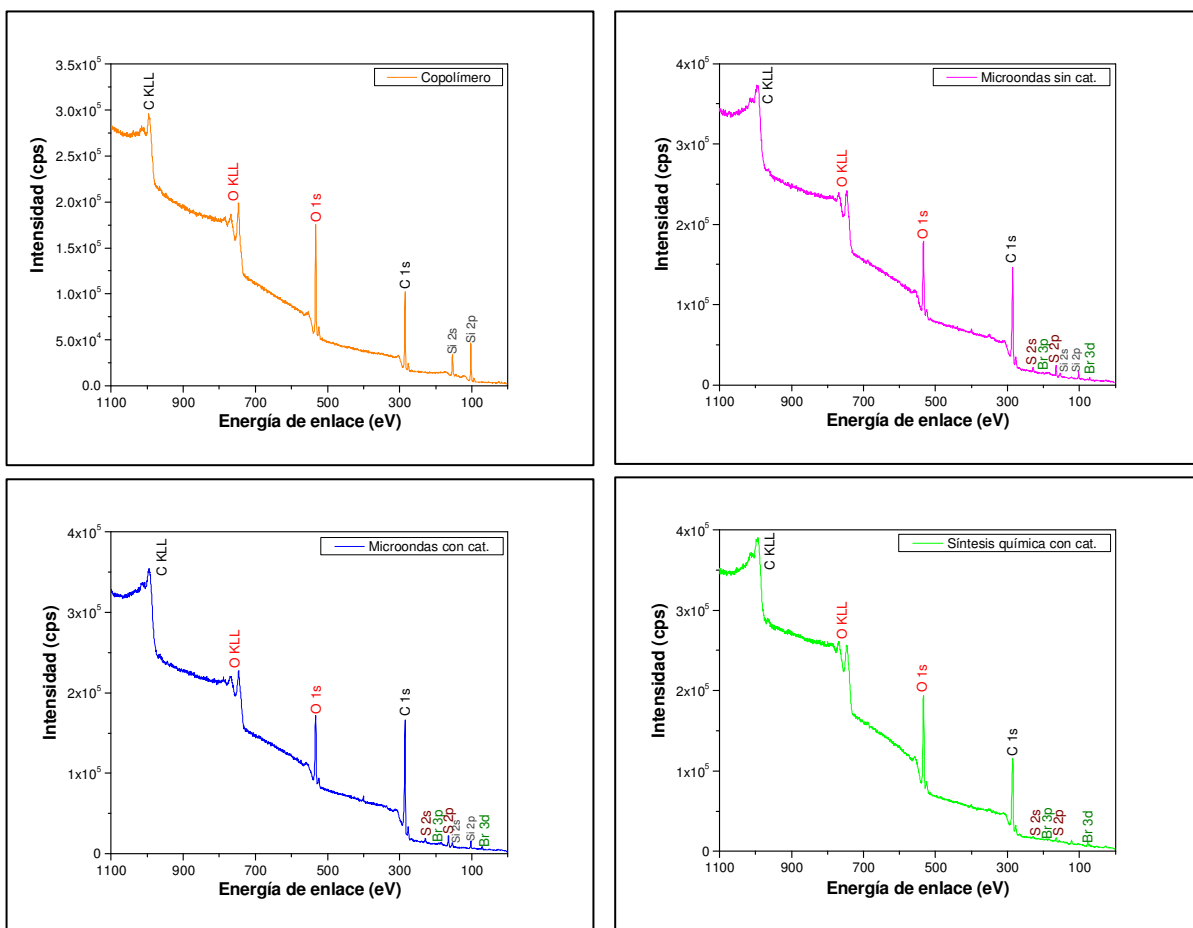 Copolímero
Intensidad (cps)
3.5x10⁵
3.0x10⁵
2.5x10⁵
2.0x10⁵
1.5x10⁵
1.0x10⁵
5.0x10⁴
0.0
C KLL
O KLL
O 1s
C 1s
Si 2s
Si 2p
1100 900 700 500 300 100
Energía de enlace (eV)
Microondas sin cat.
Intensidad (cps)
4x10⁵
3x10⁵
2x10⁵
1x10⁵
0
C KLL
O KLL
O 1s
C 1s
S 2s
Br 3p
S 2p
Si 2s
Si 2p
Br 3d
1100 900 700 500 300 100
Energía de enlace (eV)
Microondas con cat.
Intensidad (cps)
4x10⁵
3x10⁵
2x10⁵
1x10⁵
0
C KLL
O KLL
O 1s
C 1s
S 2s
Br 3p
S 2p
Si 2s
Si 2p
Br 3d
1100 900 700 500 300 100
Energía de enlace (eV)
Síntesis química con cat.
Intensidad (cps)
4x10⁵
3x10⁵
2x10⁵
1x10⁵
0
C KLL
O KLL
O 1s
C 1s
S 2s
Br 3p
S 2p
Br 3d
1100 900 700 500 300 100
Energía de enlace (eV)